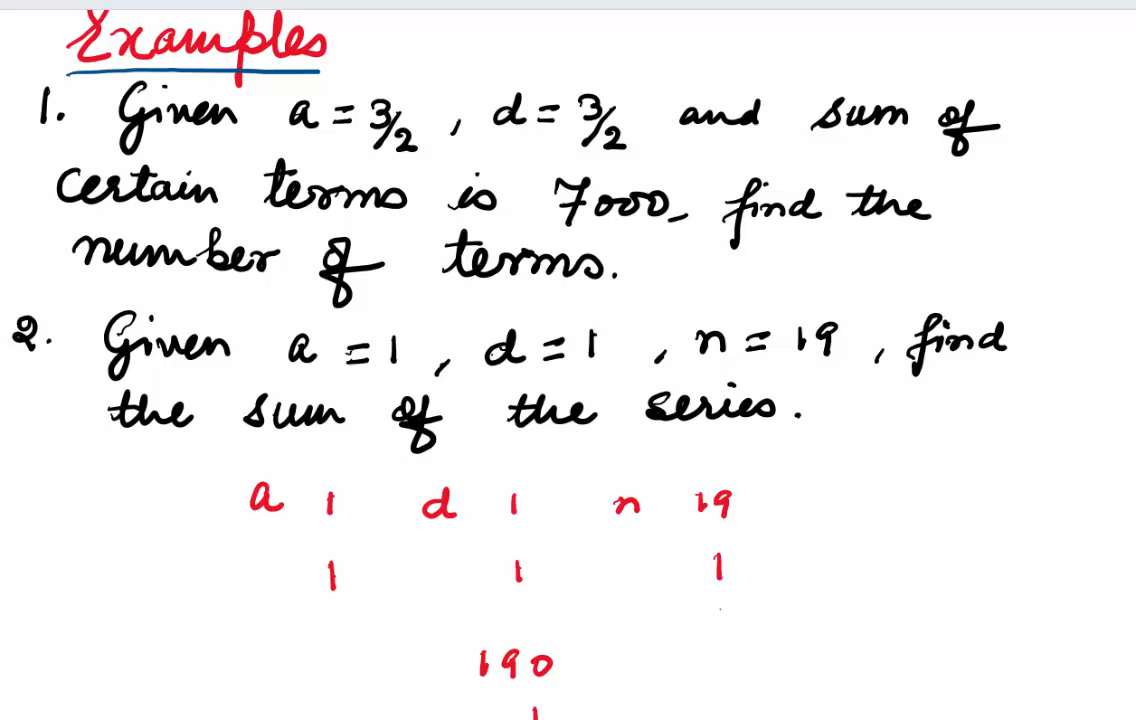 Examples
1. Given a = 3/2 , d = 3/2 and sum of
certain terms is 7000, find the
number of terms.
2. Given a = 1 , d = 1 , n = 19 , find
the sum of the series.
a 1 d 1 n 19
1 1 1
190
1